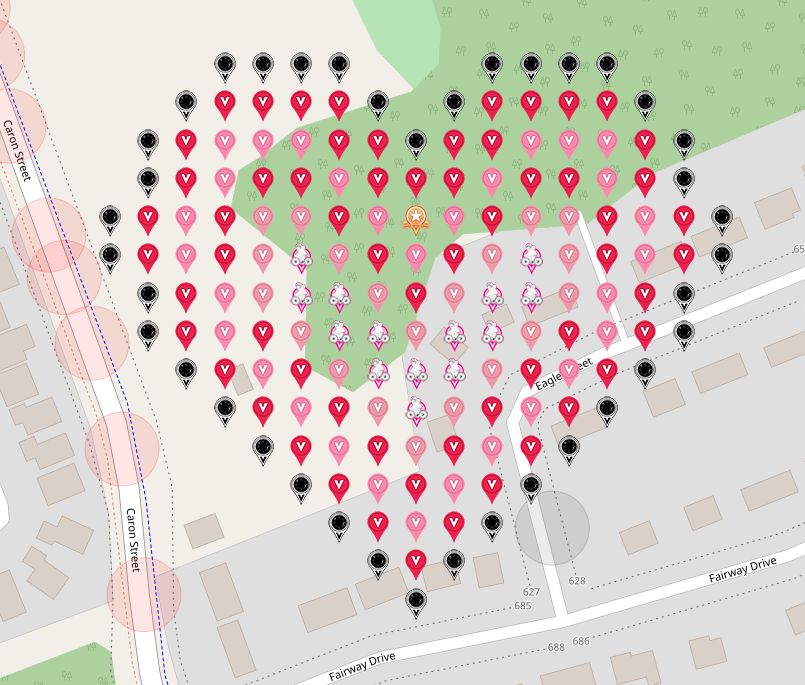 Caron Street
65
Eagle Street
Caron Street
Fairway Drive
627
628
685
688
686
Fairway Drive